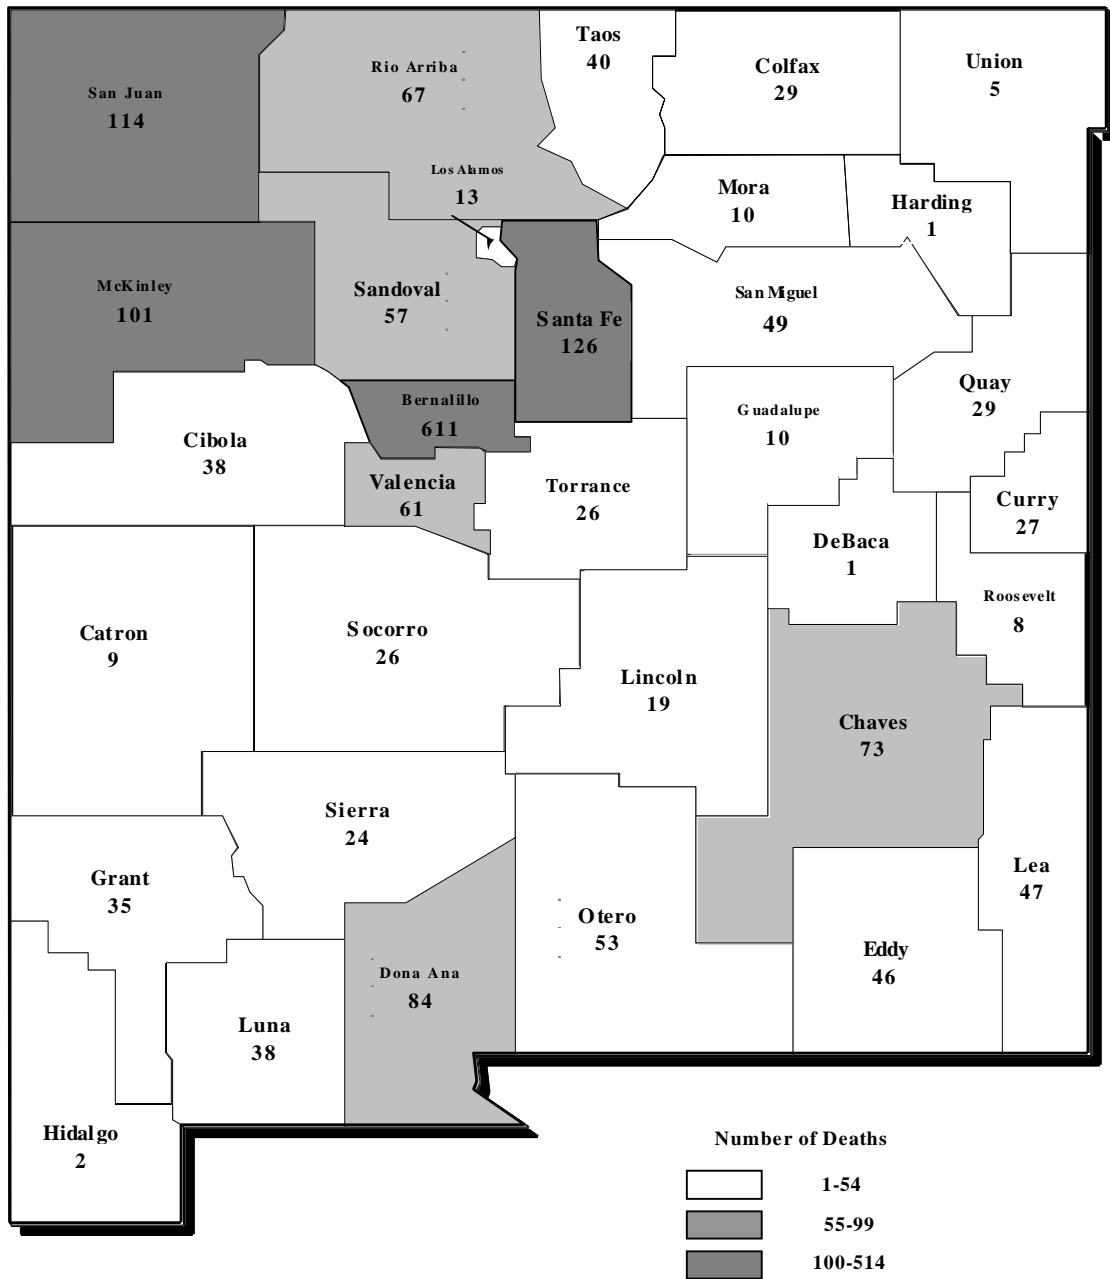 Taos
40
Colfax
29
Union
5
Rio Arriba
67
San Juan
114
Los Alamos
13
Mora
10
Harding
1
McKinley
101
Sandoval
57
San Miguel
49
Santa Fe
126
Quay
29
Bernalillo
611
Guadalupe
10
Cibola
38
Valencia
61
Torrance
26
Curry
27
DeBaca
1
Roosevelt
8
Catron
9
Socorro
26
Lincoln
19
Chaves
73
Sierra
24
Grant
35
Lea
47
Otero
53
Eddy
46
Dona Ana
84
Luna
38
Hidalgo
2
Number of Deaths
1-54
55-99
100-514